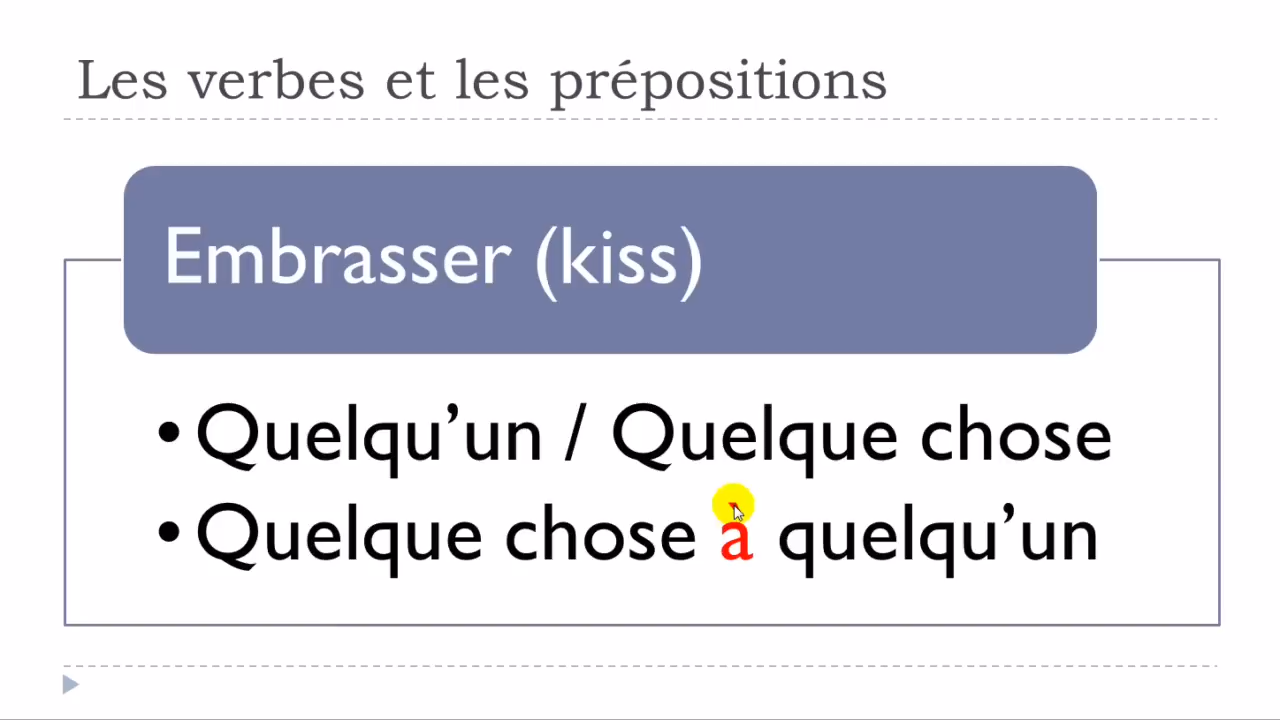 Les verbes et les prépositions
Embrasser (kiss)
•Quelqu’un / Quelque chose
•Quelque chose à quelqu’un